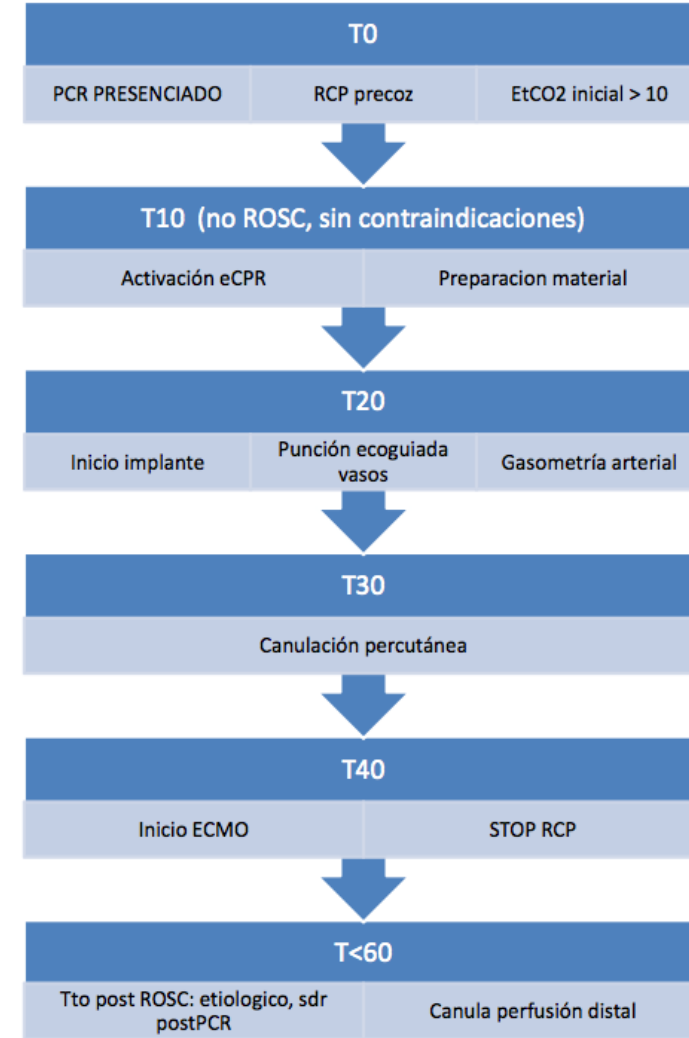 T0
PCR PRESENCIADO
RCP precoz
EtCO2 inicial > 10
T10 (no ROSC, sin contraindicaciones)
Activación eCPR
Preparacion material
T20
Inicio implante
Punción ecoguiada
vasos
Gasometría arterial
T30
Canulación percutánea
T40
Inicio ECMO
STOP RCP
T<60
Tto post ROSC: etiologico, sdr
postPCR
Canula perfusión distal